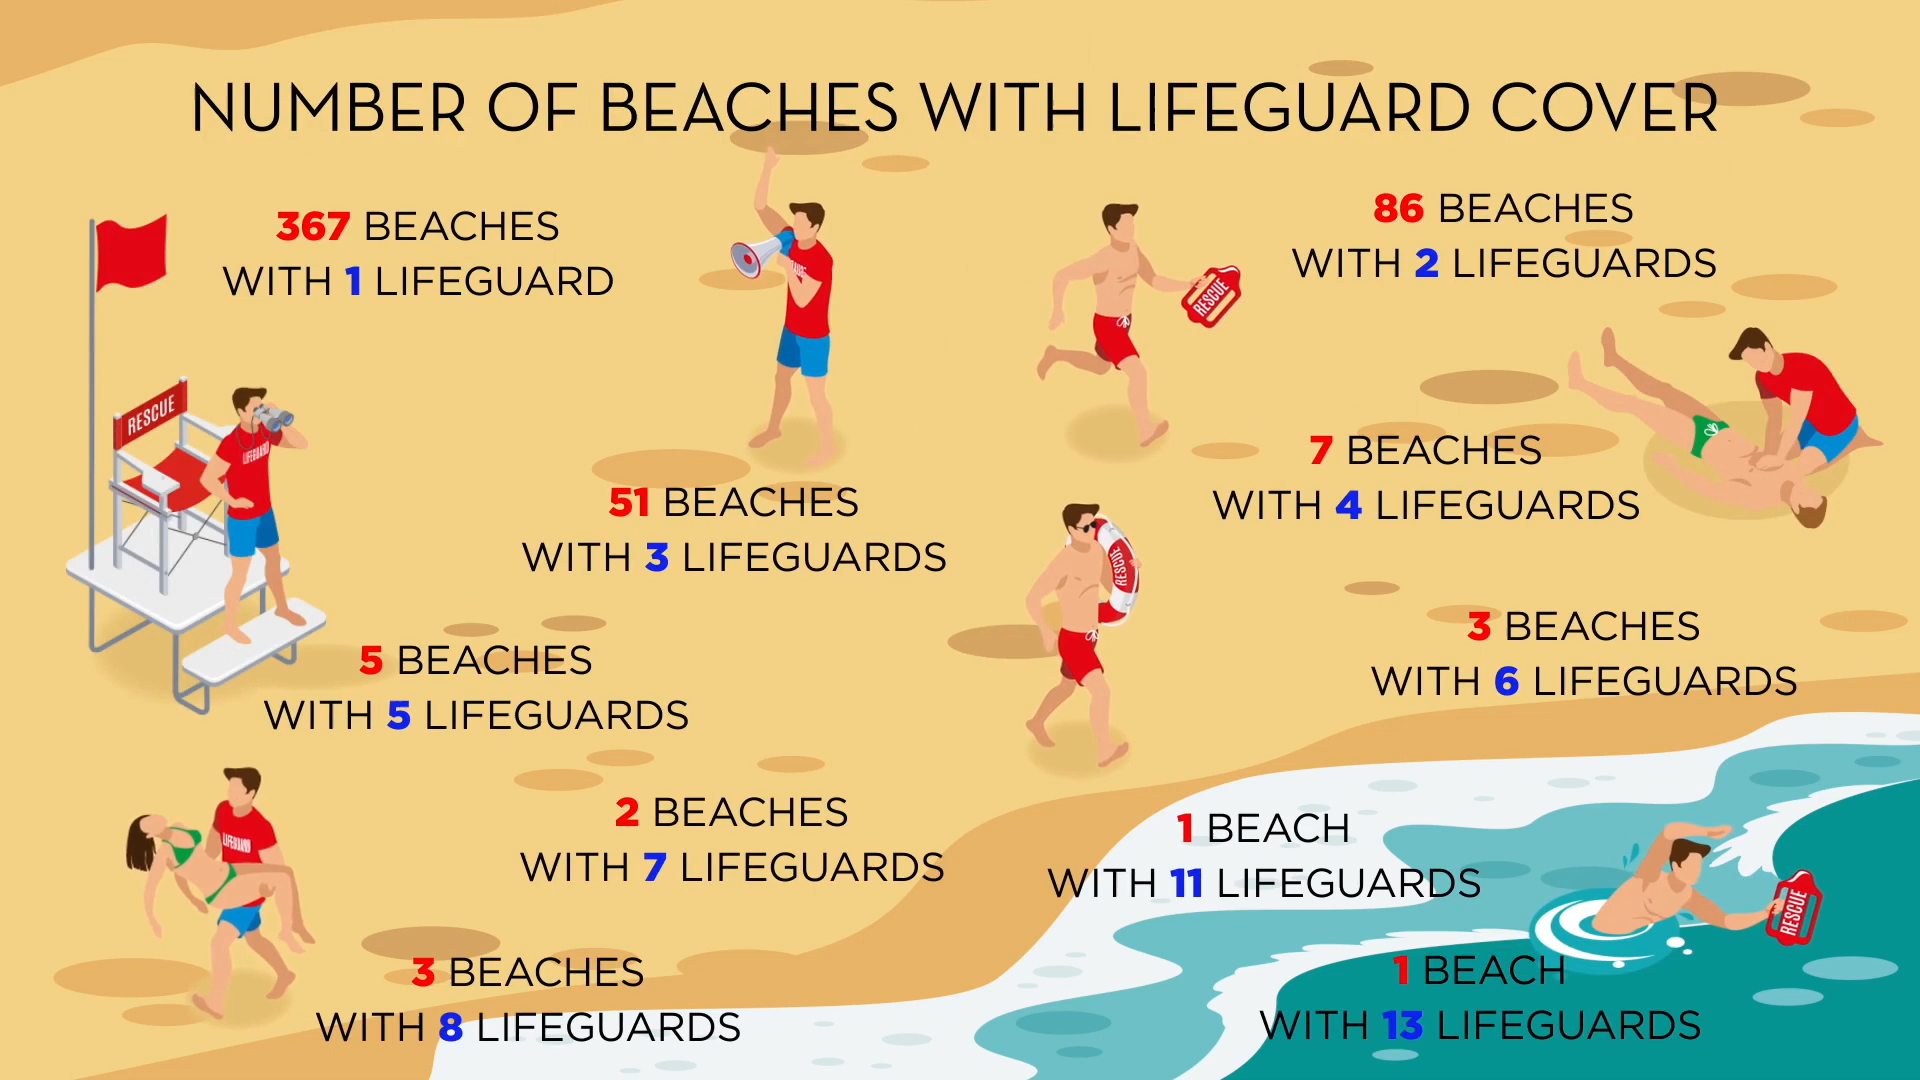 NUMBER OF BEACHES WITH LIFEGUARD COVER
367 BEACHES
WITH 1 LIFEGUARD
86 BEACHES
WITH 2 LIFEGUARDS
RESCUE
RESCUE
LIFEGUARD
51 BEACHES
WITH 3 LIFEGUARDS
7 BEACHES
WITH 4 LIFEGUARDS
RESCUE
5 BEACHES
WITH 5 LIFEGUARDS
3 BEACHES
WITH 6 LIFEGUARDS
LIFEGUARD
2 BEACHES
WITH 7 LIFEGUARDS
1 BEACH
WITH 11 LIFEGUARDS
RESCUE
3 BEACHES
WITH 8 LIFEGUARDS
1 BEACH
WITH 13 LIFEGUARDS